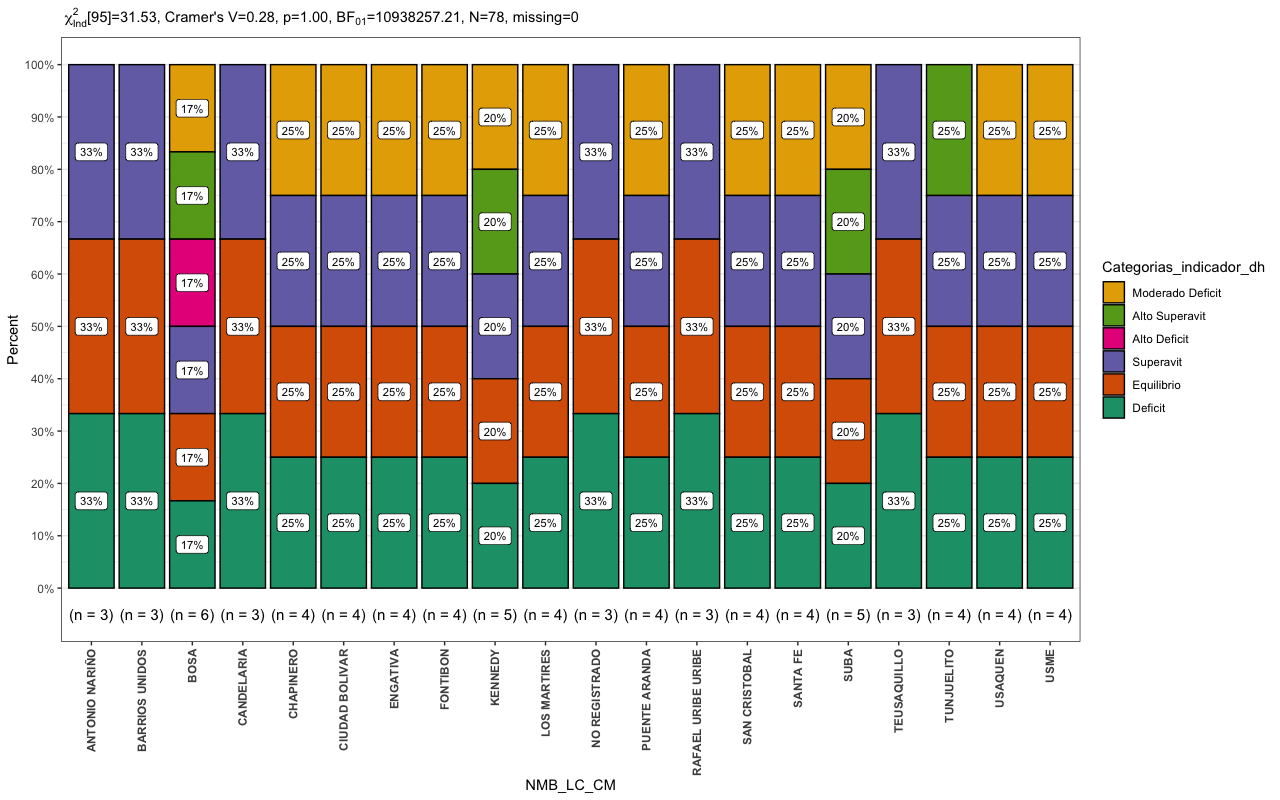 χ²Ind[95]=31.53, Cramer's V=0.28, p=1.00, BF₀₁=10938257.21, N=78, missing=0
100%
90%
80%
70%
60%
50%
40%
30%
20%
10%
0%
Percent
33% 33% 17% 33% 25% 25% 25% 25% 20% 25% 33% 25% 33% 25% 25% 20% 33% 25% 25% 25%
33% 33% 17% 33% 25% 25% 25% 25% 20% 25% 33% 25% 33% 25% 25% 20% 33% 25% 25% 25%
33% 33% 17% 33% 25% 25% 25% 25% 20% 25% 33% 25% 33% 25% 25% 20% 33% 25% 25% 25%
17% 25% 25% 25% 25% 20% 25% 25% 25% 25% 20% 25% 25% 25%
17% 20% 20%
17%
(n = 3) (n = 3) (n = 6) (n = 3) (n = 4) (n = 4) (n = 4) (n = 4) (n = 5) (n = 4) (n = 3) (n = 4) (n = 3) (n = 4) (n = 4) (n = 5) (n = 3) (n = 4) (n = 4) (n = 4)
ANTONIO NARIÑO
BARRIOS UNIDOS
BOSA
CANDELARIA
CHAPINERO
CIUDAD BOLIVAR
ENGATIVA
FONTIBON
KENNEDY
LOS MARTIRES
NO REGISTRADO
PUENTE ARANDA
RAFAEL URIBE URIBE
SAN CRISTOBAL
SANTA FE
SUBA
TEUSAQUILLO
TUNJUELITO
USAQUEN
USME
NMB_LC_CM
Categorias_indicador_dh
Moderado Deficit
Alto Superavit
Alto Deficit
Superavit
Equilibrio
Deficit